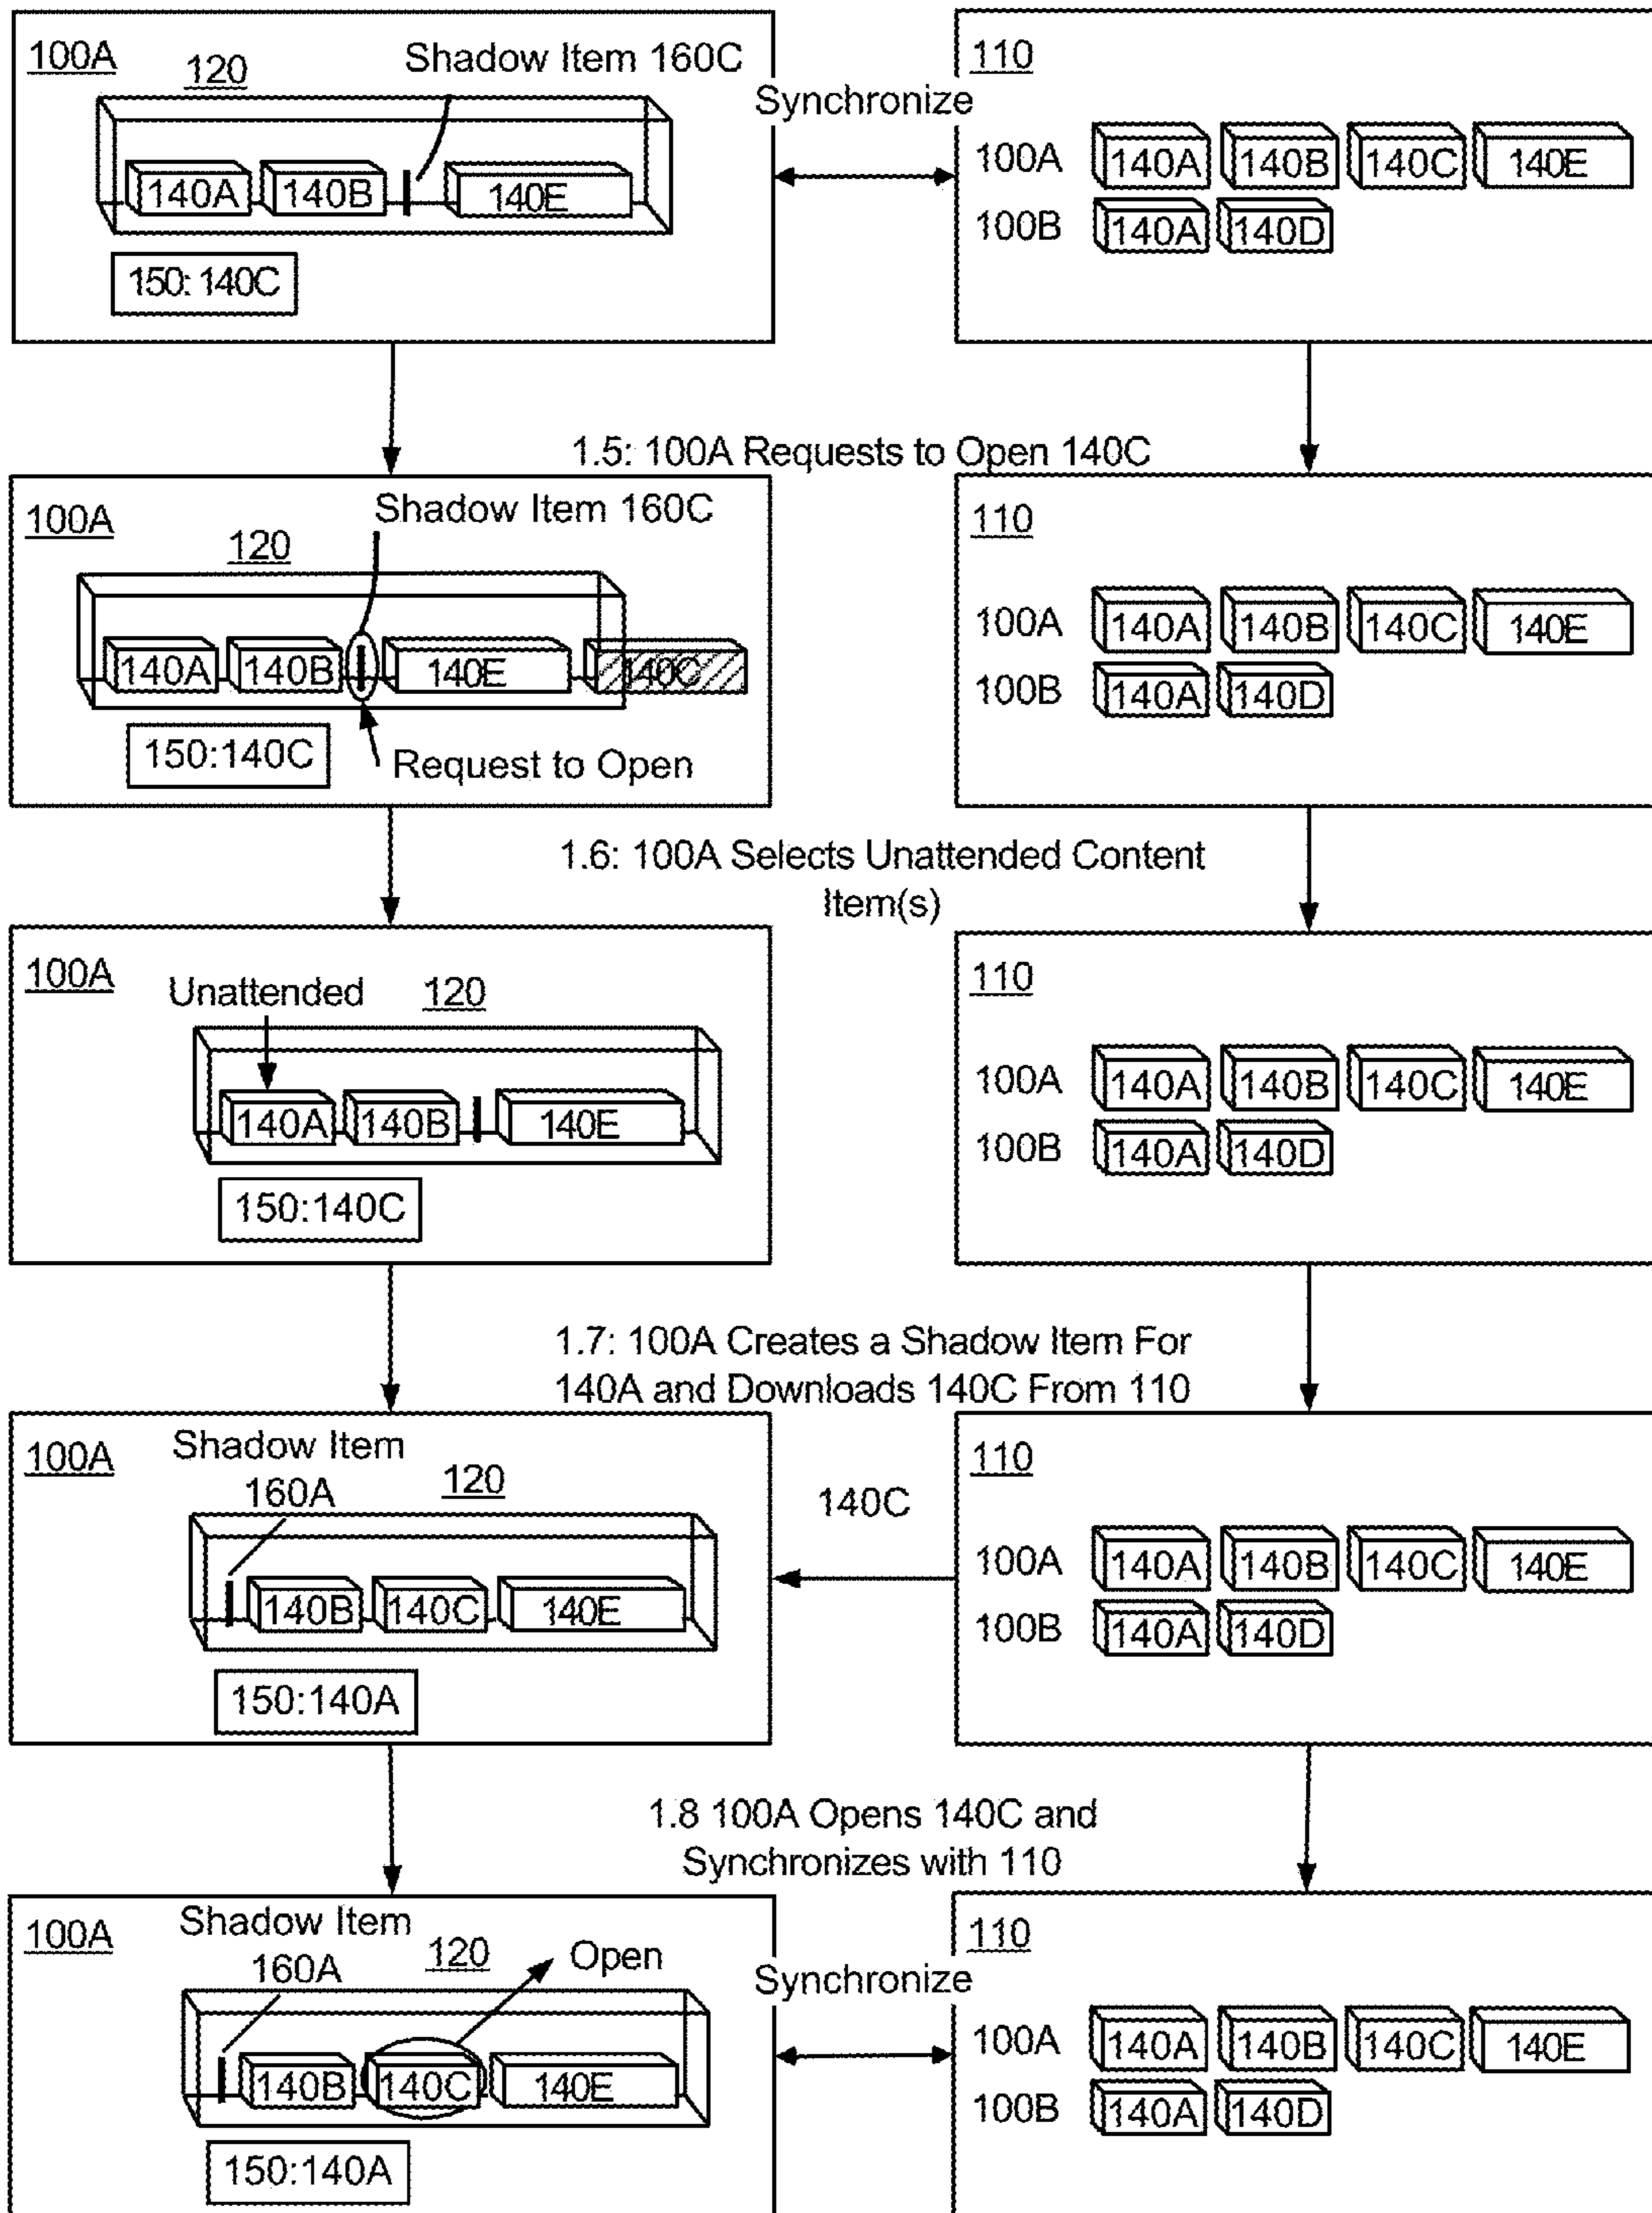 100A
120
Shadow Item 160C
140A 140B 140E
150:140C
Synchronize
110
100A 140A 140B 140C 140E
100B 140A 140D
1.5: 100A Requests to Open 140C
100A
Shadow Item 160C
120
140A 140B 140E 140C
150:140C
Request to Open
110
100A 140A 140B 140C 140E
100B 140A 140D
1.6: 100A Selects Unattended Content
Item(s)
100A
Unattended
120
140A 140B 140E
150:140C
110
100A 140A 140B 140C 140E
100B 140A 140D
1.7: 100A Creates a Shadow Item For
140A and Downloads 140C From 110
100A
Shadow Item
160A
120
140B 140C 140E
150:140A
140C
110
100A 140A 140B 140C 140E
100B 140A 140D
1.8 100A Opens 140C and
Synchronizes with 110
100A
Shadow Item
160A
120
Open
140B 140C 140E
150:140A
Synchronize
110
100A 140A 140B 140C 140E
100B 140A 140D